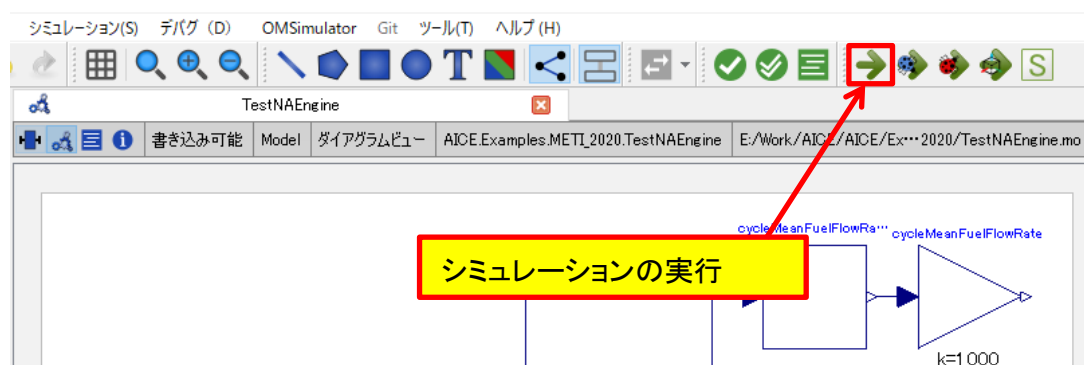 シミュレーション(S) デバグ (D) OMSimulator Git ツール(T) ヘルプ(H)
T S
TestNAEngine
書き込み可能 Model ダイアグラムビュー AICE.Examples.METI_2020.TestNAEngine E:/Work/AICE/AICE/Ex…2020/TestNAEngine.mo
cycleMeanFuelFlowRa… cycleMeanFuelFlowRate
シミュレーションの実行
k=1000